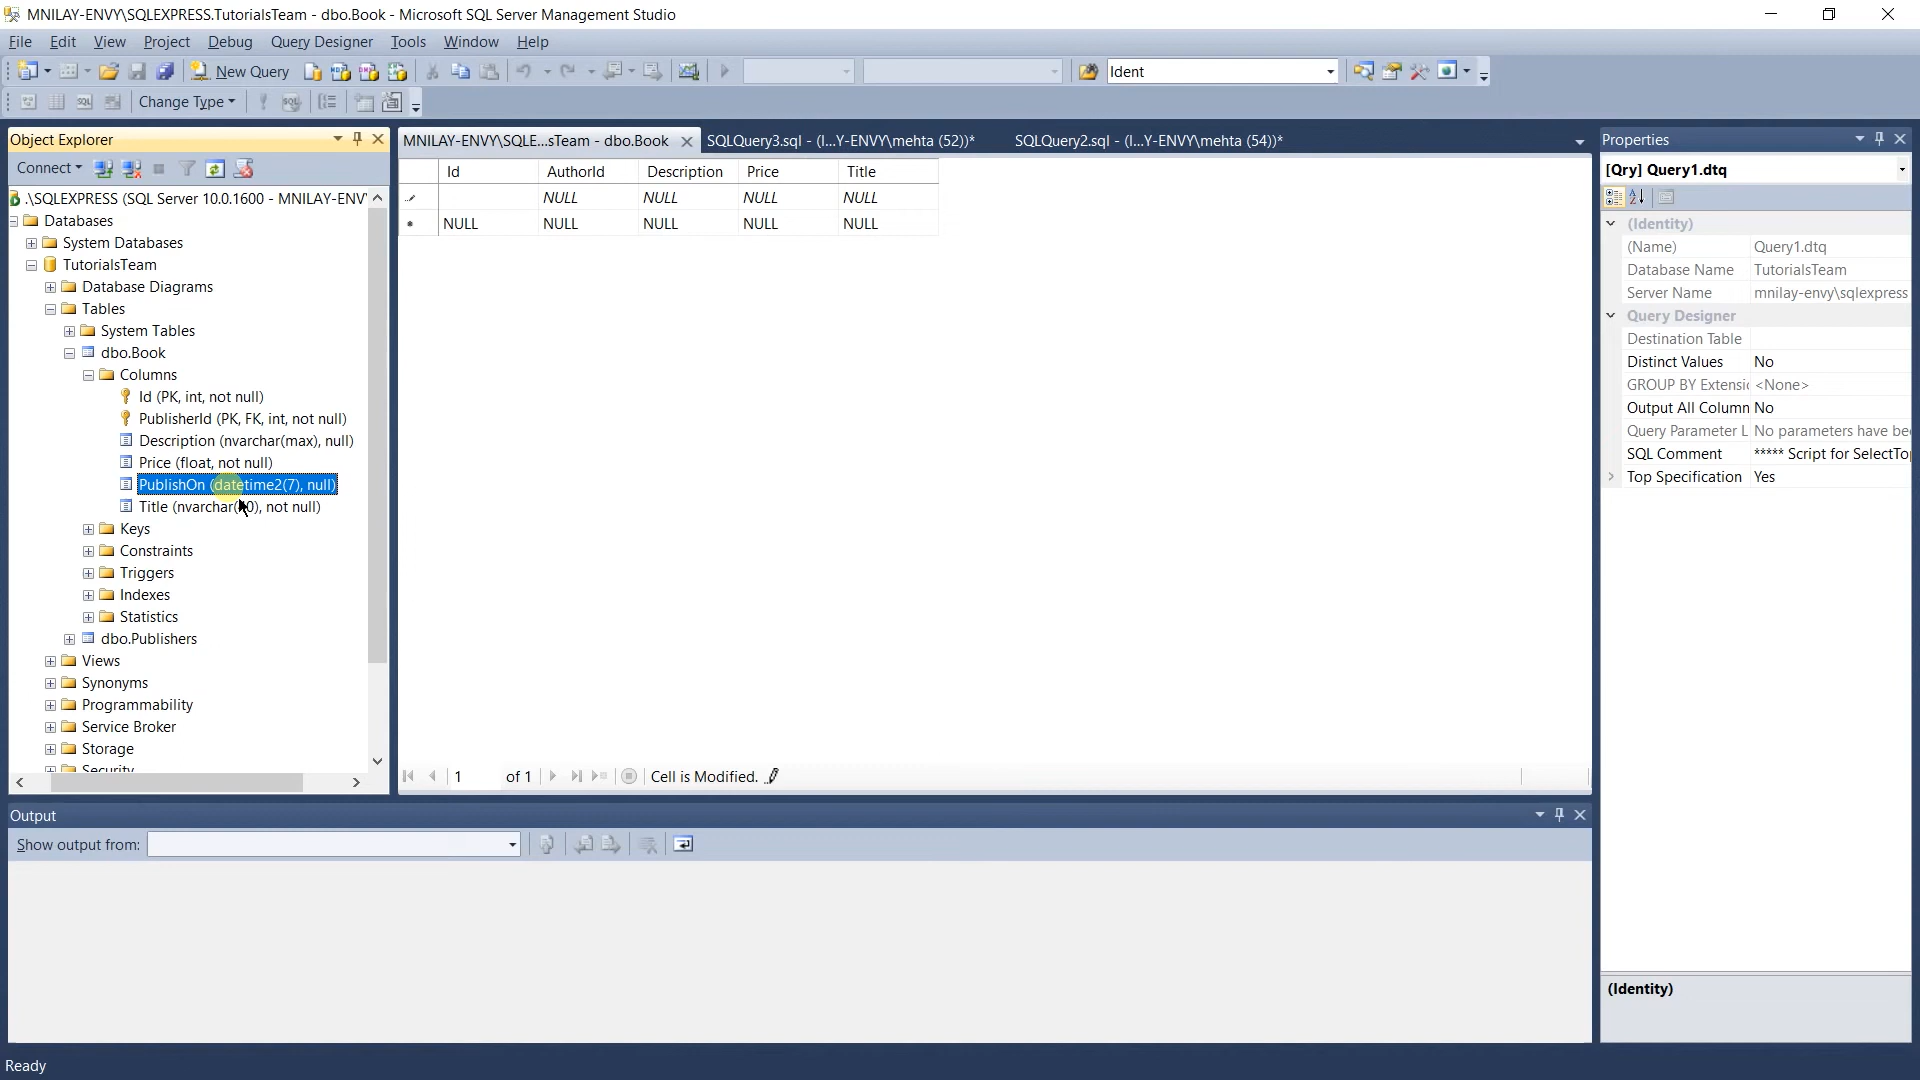 MNILAY-ENVY\SQLEXPRESS.TutorialsTeam - dbo.Book - Microsoft SQL Server Management Studio
File Edit View Project Debug Query Designer Tools Window Help
New Query Ident
SQL Change Type SQL
Object Explorer
Connect
.\SQLEXPRESS (SQL Server 10.0.1600 - MNILAY-ENV
Databases
System Databases
TutorialsTeam
Database Diagrams
Tables
System Tables
dbo.Book
Columns
Id (PK, int, not null)
PublisherId (PK, FK, int, not null)
Description (nvarchar(max), null)
Price (float, not null)
PublishOn (datetime2(7), null)
Title (nvarchar( 0), not null)
Keys
Constraints
Triggers
Indexes
Statistics
dbo.Publishers
Views
Synonyms
Programmability
Service Broker
Storage
Security
MNILAY-ENVY\SQLE...sTeam - dbo.Book SQLQuery3.sql - (l...Y-ENVY\mehta (52))* SQLQuery2.sql - (l...Y-ENVY\mehta (54))*
Id AuthorId Description Price Title
NULL NULL NULL NULL
NULL NULL NULL NULL NULL
1 of 1 Cell is Modified.
Properties
[Qry] Query1.dtq
(Identity)
(Name) Query1.dtq
Database Name TutorialsTeam
Server Name mnilay-envy\sqlexpress
Query Designer
Destination Table
Distinct Values No
GROUP BY Extensi <None>
Output All Column No
Query Parameter L No parameters have be
SQL Comment ***** Script for SelectTo
Top Specification Yes
(Identity)
Output
Show output from:
Ready